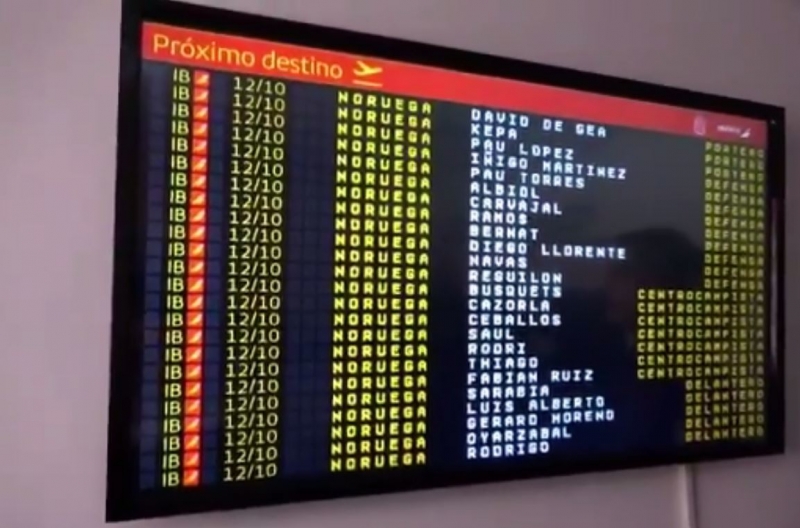 Próximo destino
IB 12/10 NORUEGA DAVID DE GEA PORTERO
IB 12/10 NORUEGA KEPA PORTERO
IB 12/10 NORUEGA PAU LOPEZ PORTERO
IB 12/10 NORUEGA IÑIGO MARTINEZ DEFENSA
IB 12/10 NORUEGA PAU TORRES DEFENSA
IB 12/10 NORUEGA ALBIOL DEFENSA
IB 12/10 NORUEGA CARVAJAL DEFENSA
IB 12/10 NORUEGA RAMOS DEFENSA
IB 12/10 NORUEGA BERNAT DEFENSA
IB 12/10 NORUEGA DIEGO LLORENTE DEFENSA
IB 12/10 NORUEGA NAVAS DEFENSA
IB 12/10 NORUEGA REGUILON DEFENSA
IB 12/10 NORUEGA BUSQUETS CENTROCAMPISTA
IB 12/10 NORUEGA CAZORLA CENTROCAMPISTA
IB 12/10 NORUEGA CEBALLOS CENTROCAMPISTA
IB 12/10 NORUEGA SAUL CENTROCAMPISTA
IB 12/10 NORUEGA RODRI CENTROCAMPISTA
IB 12/10 NORUEGA THIAGO CENTROCAMPISTA
IB 12/10 NORUEGA FABIAN RUIZ CENTROCAMPISTA
IB 12/10 NORUEGA SARABIA DELANTERO
IB 12/10 NORUEGA LUIS ALBERTO DELANTERO
IB 12/10 NORUEGA GERARD MORENO DELANTERO
IB 12/10 NORUEGA OYARZABAL DELANTERO
IB 12/10 NORUEGA RODRIGO DELANTERO